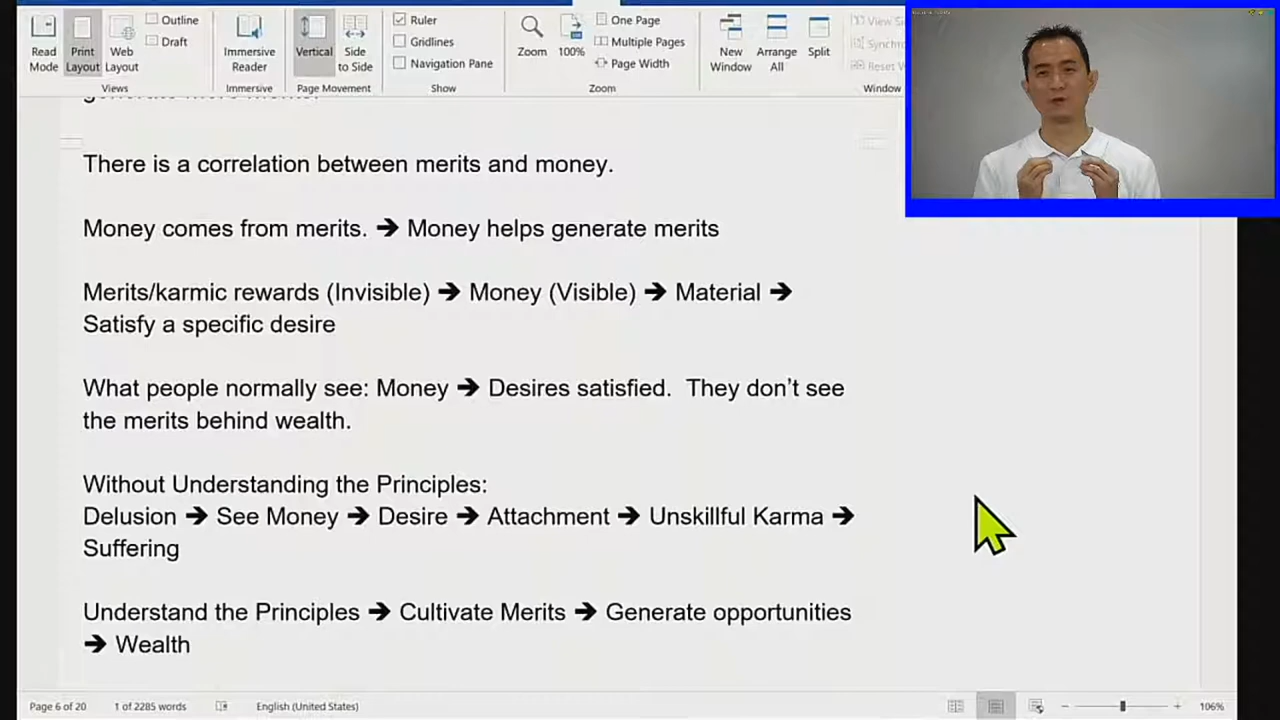 Outline
Draft
Read Mode
Print Layout
Web Layout
Views
Immersive Reader
Immersive
Vertical
Side to Side
Page Movement
Ruler
Gridlines
Navigation Pane
Show
Zoom
100%
One Page
Multiple Pages
Page Width
Zoom
New Window
Arrange All
Split
View Si
Synchr
Reset W
Window
There is a correlation between merits and money.
Money comes from merits. ➔ Money helps generate merits
Merits/karmic rewards (Invisible) ➔ Money (Visible) ➔ Material ➔
Satisfy a specific desire
What people normally see: Money ➔ Desires satisfied.  They don’t see
the merits behind wealth.
Without Understanding the Principles:
Delusion ➔ See Money ➔ Desire ➔ Attachment ➔ Unskillful Karma ➔
Suffering
Understand the Principles ➔ Cultivate Merits ➔ Generate opportunities
➔ Wealth
Page 6 of 20
1 of 2285 words
English (United States)
106%